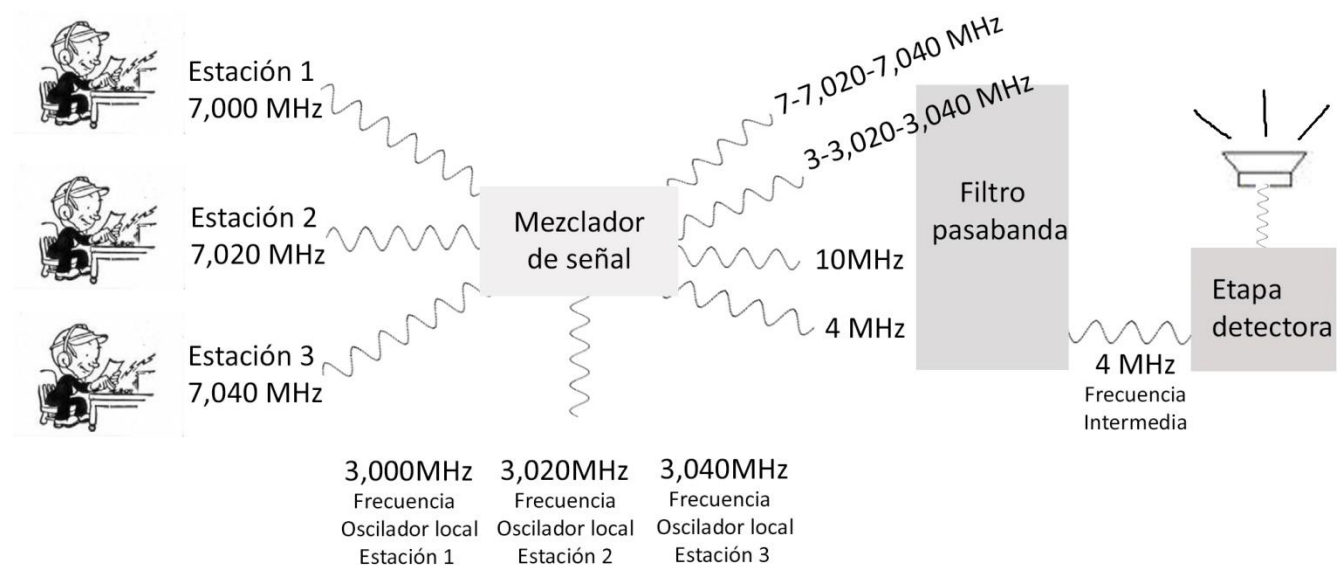 Estación 1
7,000 MHz
Estación 2
7,020 MHz
Estación 3
7,040 MHz
Mezclador
de señal
7-7,020-7,040 MHz
3-3,020-3,040 MHz
10MHz
4 MHz
Filtro
pasabanda
4 MHz
Frecuencia
Intermedia
Etapa
detectora
3,000MHz
Frecuencia
Oscilador local
Estación 1
3,020MHz
Frecuencia
Oscilador local
Estación 2
3,040MHz
Frecuencia
Oscilador local
Estación 3